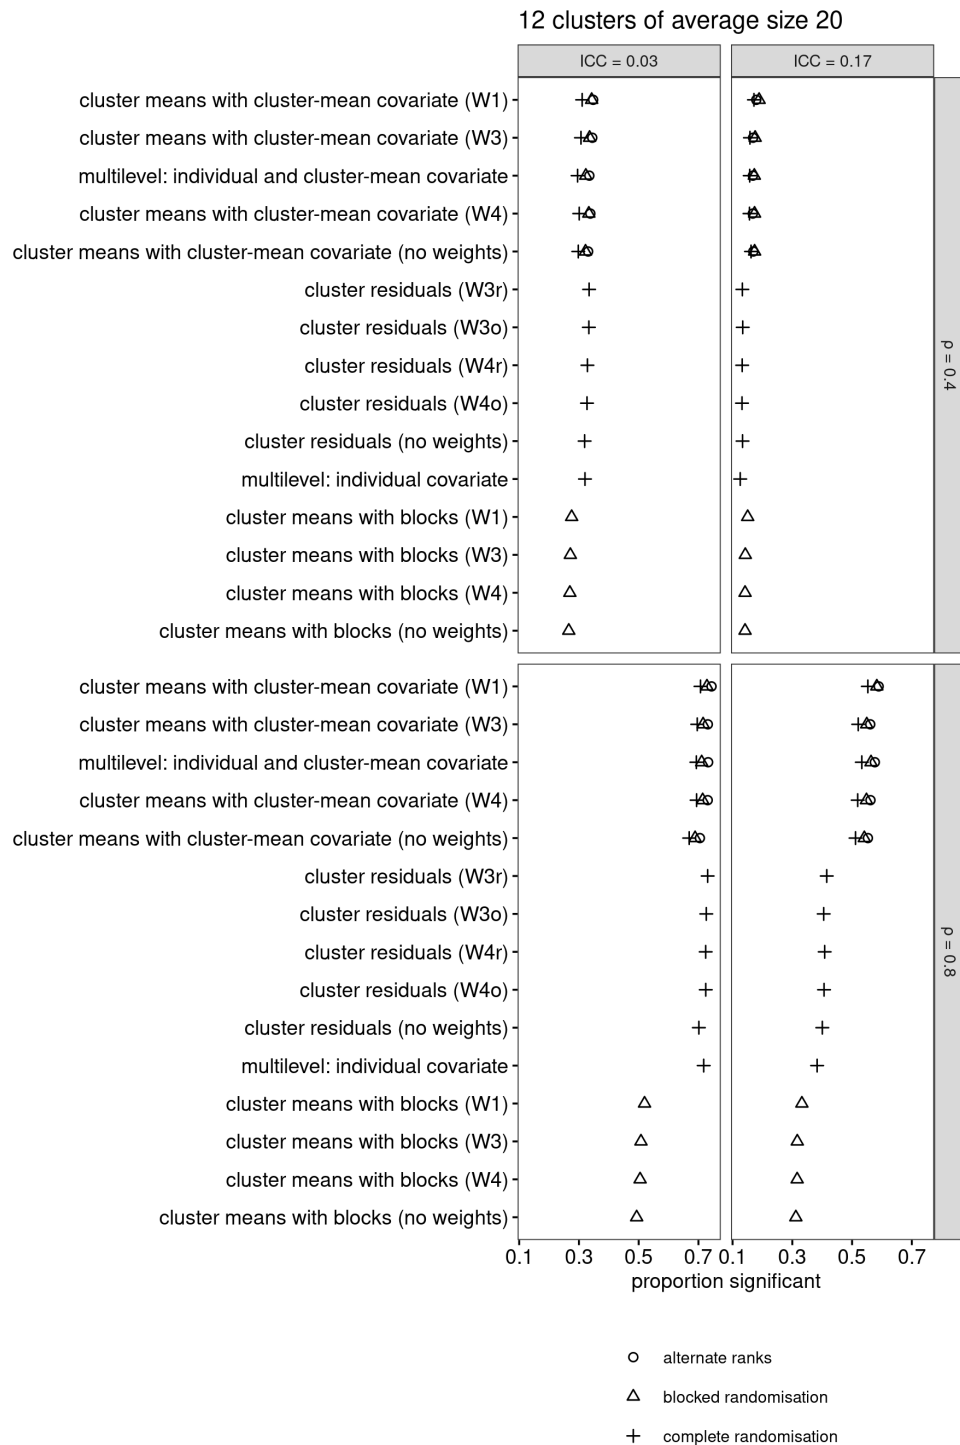 12 clusters of average size 20
ICC = 0.03
ICC = 0.17
cluster means with cluster-mean covariate (W1)
cluster means with cluster-mean covariate (W3)
multilevel: individual and cluster-mean covariate
cluster means with cluster-mean covariate (W4)
cluster means with cluster-mean covariate (no weights)
cluster residuals (W3r)
cluster residuals (W3o)
cluster residuals (W4r)
cluster residuals (W4o)
cluster residuals (no weights)
multilevel: individual covariate
cluster means with blocks (W1)
cluster means with blocks (W3)
cluster means with blocks (W4)
cluster means with blocks (no weights)
ρ = 0.4
cluster means with cluster-mean covariate (W1)
cluster means with cluster-mean covariate (W3)
multilevel: individual and cluster-mean covariate
cluster means with cluster-mean covariate (W4)
cluster means with cluster-mean covariate (no weights)
cluster residuals (W3r)
cluster residuals (W3o)
cluster residuals (W4r)
cluster residuals (W4o)
cluster residuals (no weights)
multilevel: individual covariate
cluster means with blocks (W1)
cluster means with blocks (W3)
cluster means with blocks (W4)
cluster means with blocks (no weights)
ρ = 0.8
0.1 0.3 0.5 0.7 0.1 0.3 0.5 0.7
proportion significant
alternate ranks
blocked randomisation
complete randomisation